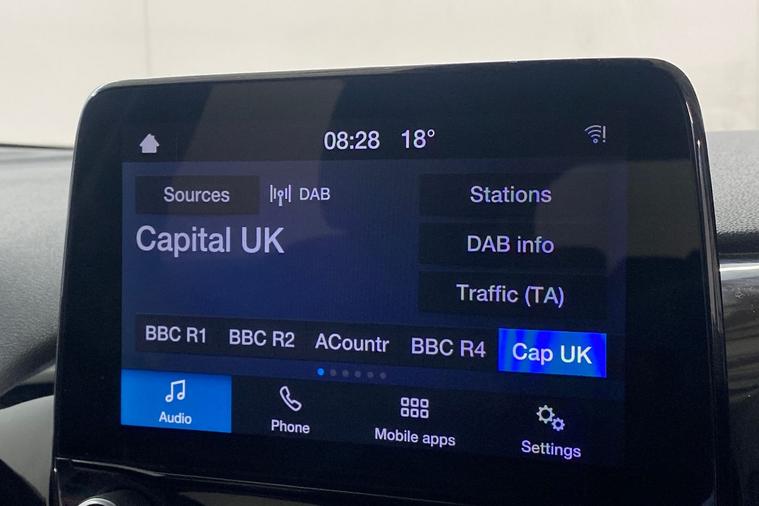 08:28 18°
Sources DAB Stations
Capital UK DAB info
Traffic (TA)
BBC R1 BBC R2 ACountr BBC R4 Cap UK
Audio Phone Mobile apps Settings